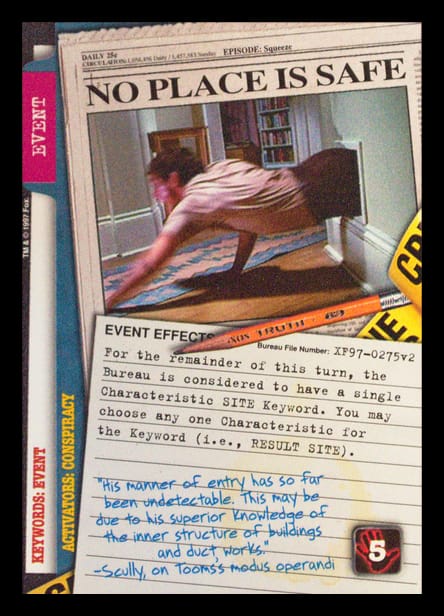 DAILY 25¢
EPISODE: Squeeze
NO PLACE IS SAFE
EVENT
TM & © 1997 Fox.
EVENT EFFECTS
Bureau File Number: XF97-0275v2
For the remainder of this turn, the
Bureau is considered to have a single
Characteristic SITE Keyword. You may
choose any one Characteristic for
the Keyword (i.e., RESULT SITE).
"His manner of entry has so far
been undetectable. This may be
due to his superior knowledge of
the inner structure of buildings
and duct works."
-Scully, on Tooms's modus operandi
5
KEYWORDS: EVENT
ACTIVATORS: CONSPIRACY